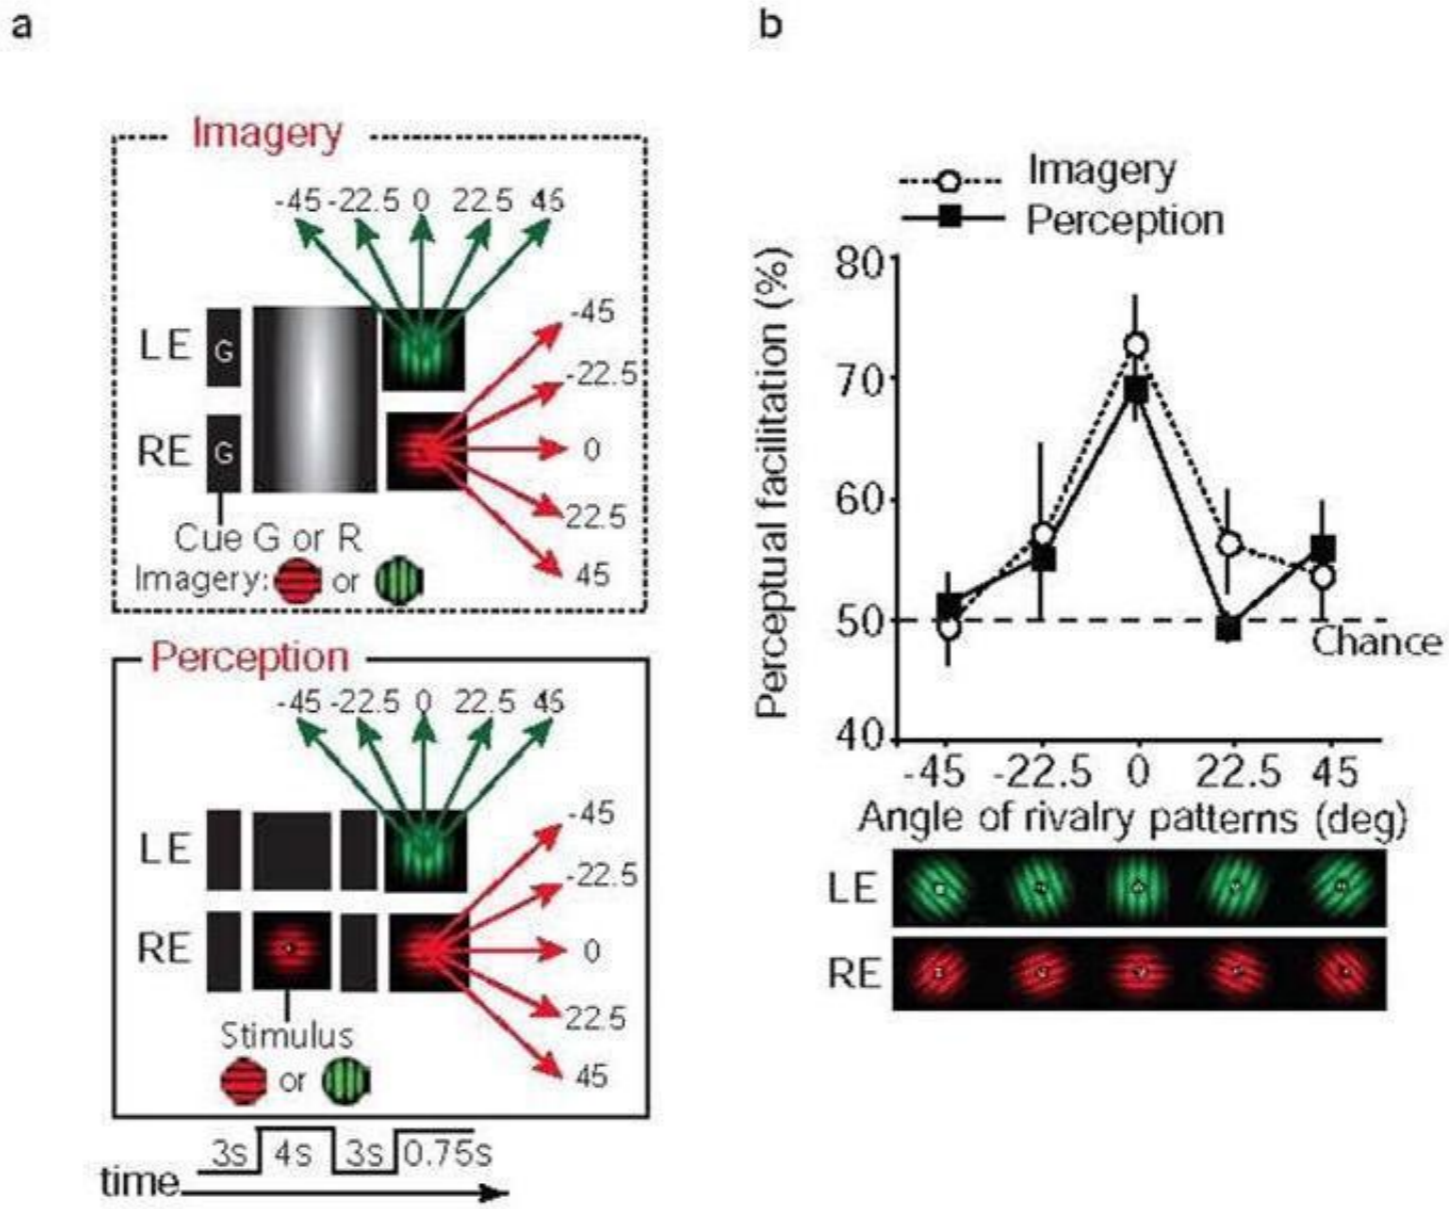 a
Imagery
-45 -22.5 0 22.5 45
-45
-22.5
0
22.5
45
LE G
RE G
Cue G or R
Imagery: or
Perception
-45 -22.5 0 22.5 45
-45
-22.5
0
22.5
45
LE
RE
Stimulus
or
3s 4s 3s 0.75s
time
b
Imagery
Perception
Perceptual facilitation (%)
80
70
60
50
40
Chance
-45 -22.5 0 22.5 45
Angle of rivalry patterns (deg)
LE
RE